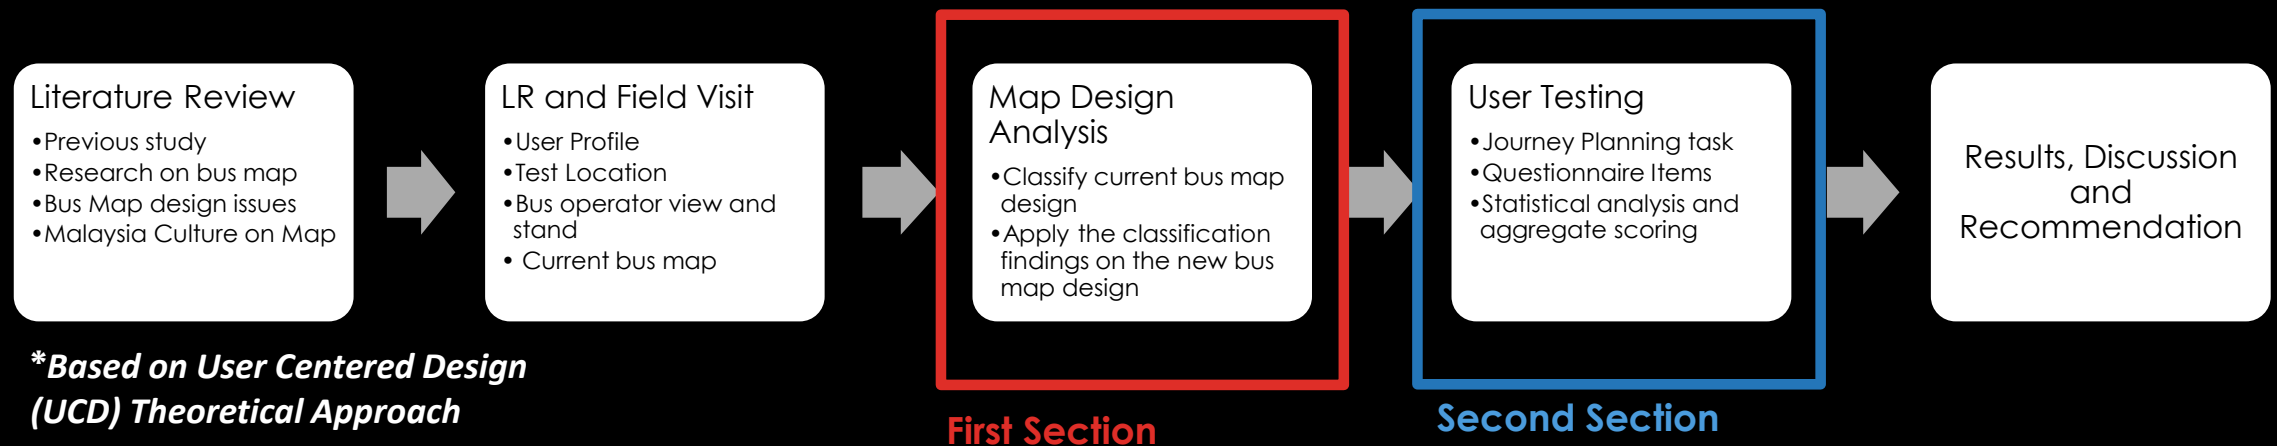 Literature Review
•Previous study
•Research on bus map
•Bus Map design issues
•Malaysia Culture on Map
LR and Field Visit
•User Profile
•Test Location
•Bus operator view and
stand
• Current bus map
Map Design
Analysis
•Classify current bus map
design
•Apply the classification
findings on the new bus
map design
User Testing
•Journey Planning task
•Questionnaire Items
•Statistical analysis and
aggregate scoring
Results, Discussion
and
Recommendation
*Based on User Centered Design
(UCD) Theoretical Approach
First Section
Second Section